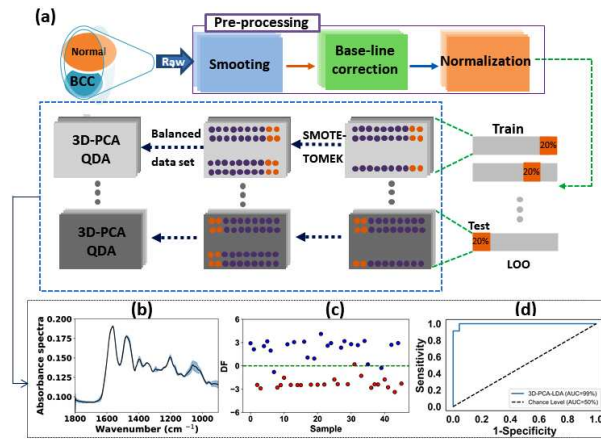 (a)
Pre-processing
Normal
BCC
Raw
Smooting
Base-line
correction
Normalization
3D-PCA
QDA
Balanced
data set
SMOTE-
TOMEK
Train
20%
20%
3D-PCA
QDA
Test
20%
LOO
(b)
Absorbance spectra
0.200
0.175
0.150
0.125
0.100
1800 1600 1400 1200 1000
Wavenumber (cm⁻¹)
(c)
DF
6
3
0
−3
−6
0 10 20 30 40
Sample
(d)
Sensitivity
1.0
0.8
0.6
0.4
0.2
0.0
3D-PCA-LDA (AUC=99%)
Chance Level (AUC=50%)
0.0 0.2 0.4 0.6 0.8 1.0
1-Specificity